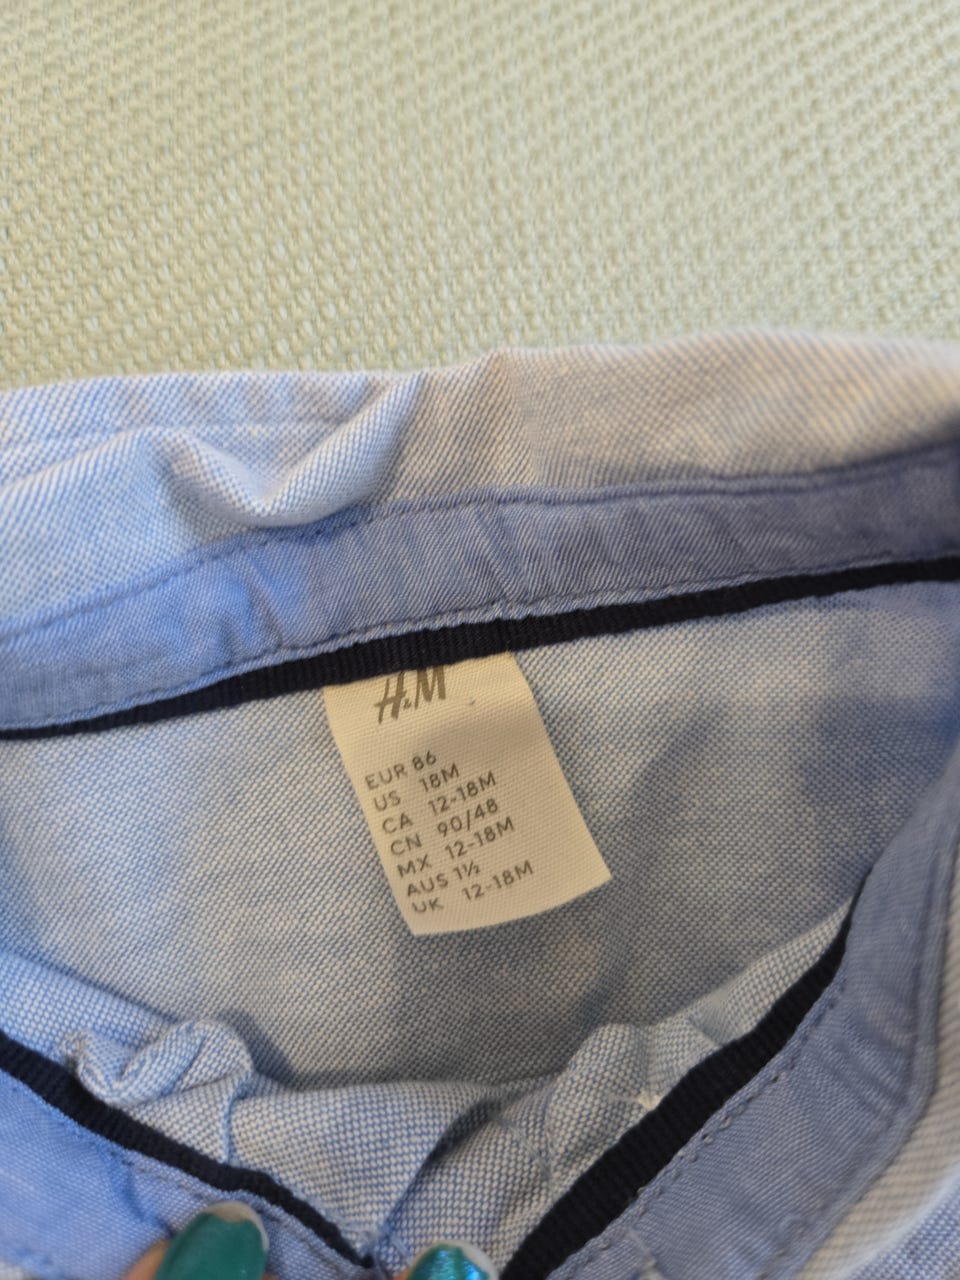 H&M
EUR 86
US 18M
CA 12-18M
CN 90/48
MX 12-18M
AUS 1½
UK 12-18M